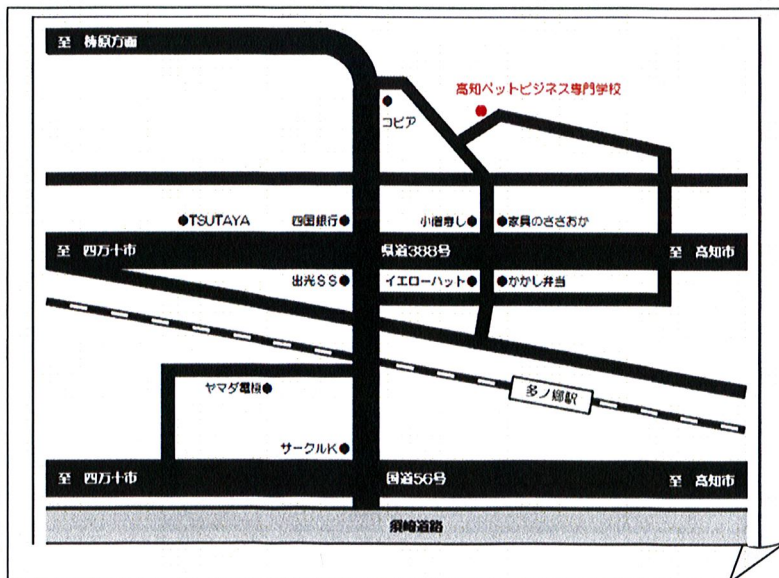 至 梼原方面
高知ペットビジネス専門学校
コピア
TSUTAYA
四国銀行
小僧寿し
家具のささおか
至 四万十市
県道388号
至 高知市
出光SS
イエローハット
かかし弁当
ヤマダ電機
多ノ郷駅
サークルK
至 四万十市
国道56号
至 高知市
須崎道路